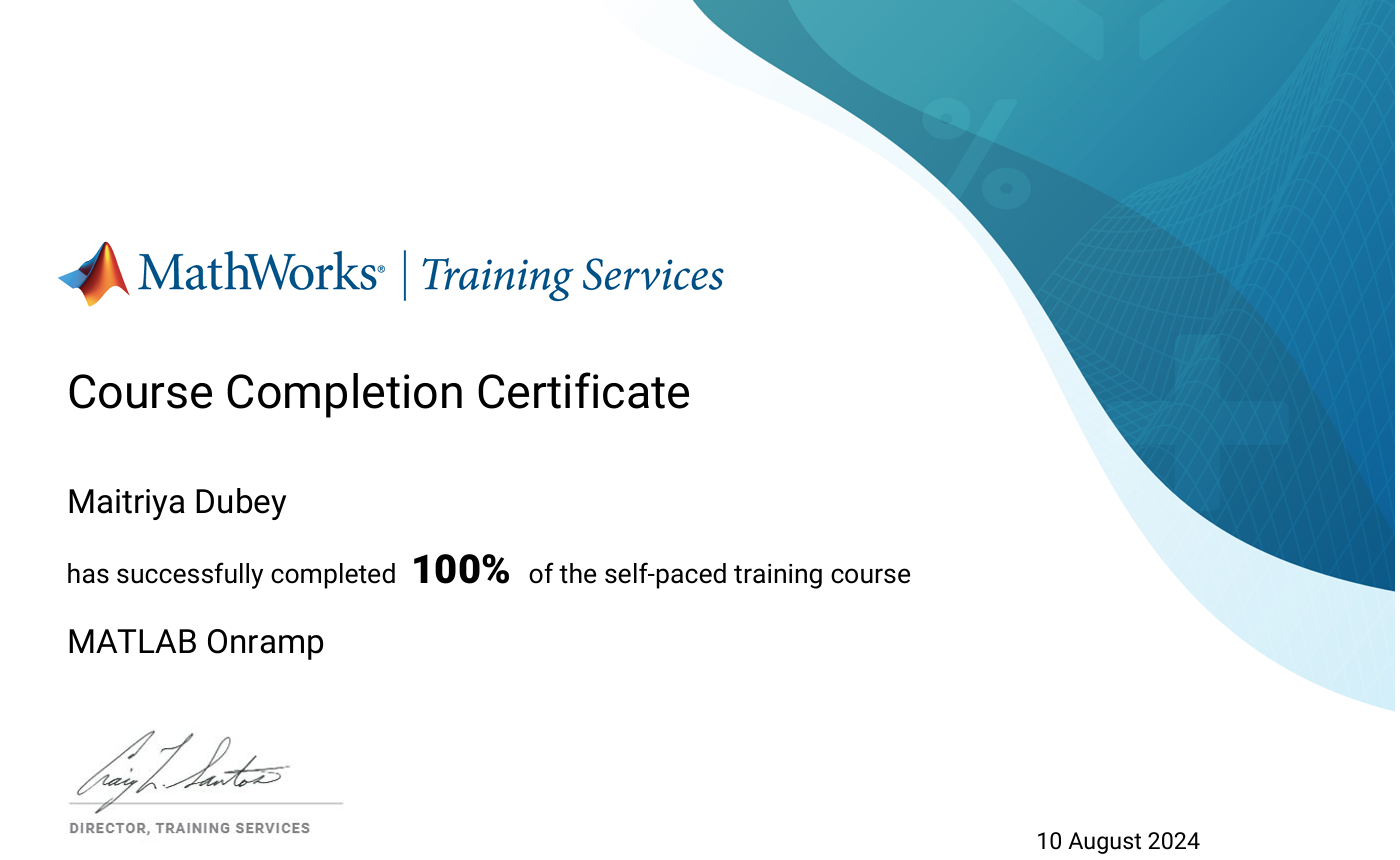 MathWorks® | Training Services
Course Completion Certificate
Maitriya Dubey
has successfully completed 100% of the self-paced training course
MATLAB Onramp
Craig L. Santos
DIRECTOR, TRAINING SERVICES
10 August 2024